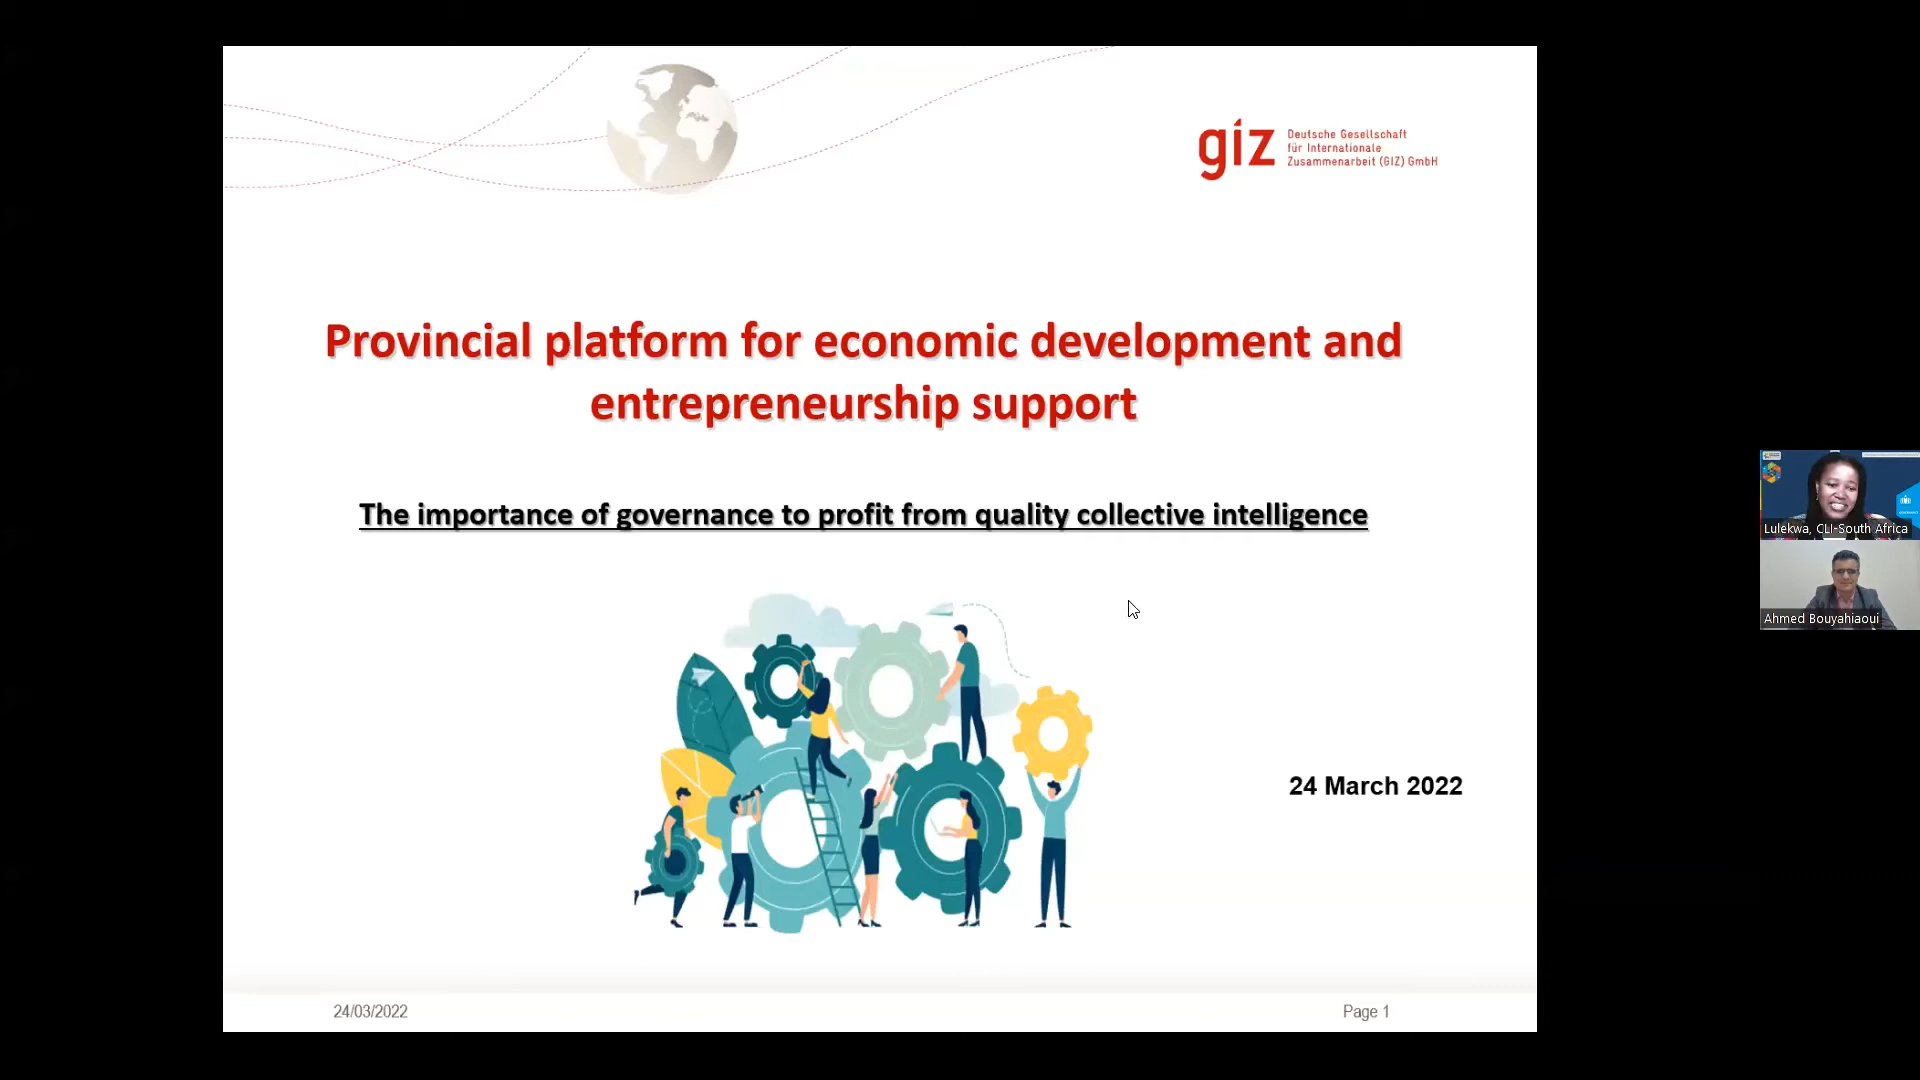 giz
Deutsche Gesellschaft
für Internationale
Zusammenarbeit (GIZ) GmbH
Provincial platform for economic development and
entrepreneurship support
The importance of governance to profit from quality collective intelligence
24 March 2022
24/03/2022
Page 1
Lulekwa, CLI-South Africa
Ahmed Bouyahiaoui